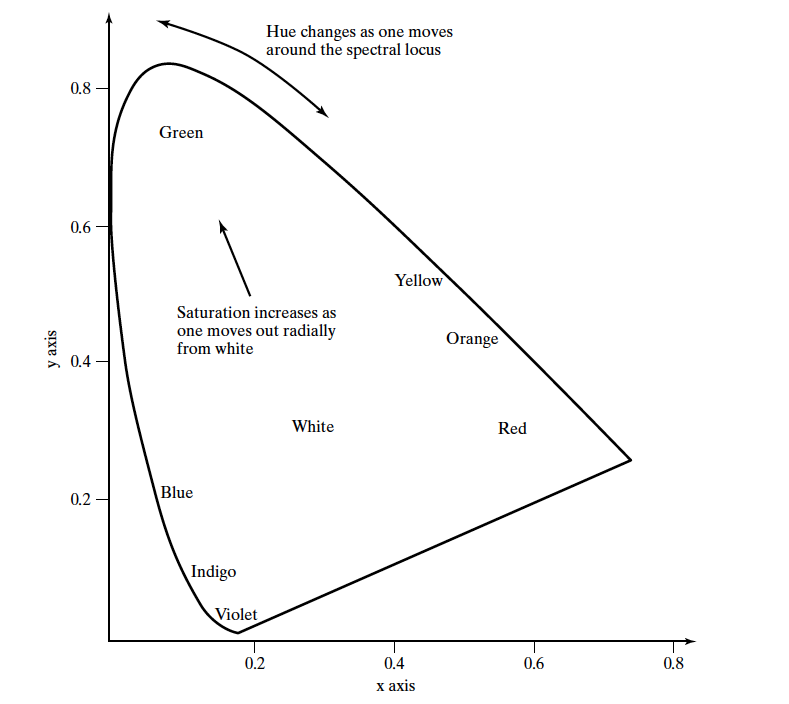 Hue changes as one moves
around the spectral locus
0.8
Green
0.6
Yellow
Saturation increases as
one moves out radially
from white
Orange
y axis
0.4
White
Red
Blue
0.2
Indigo
Violet
0.2
0.4
0.6
0.8
x axis